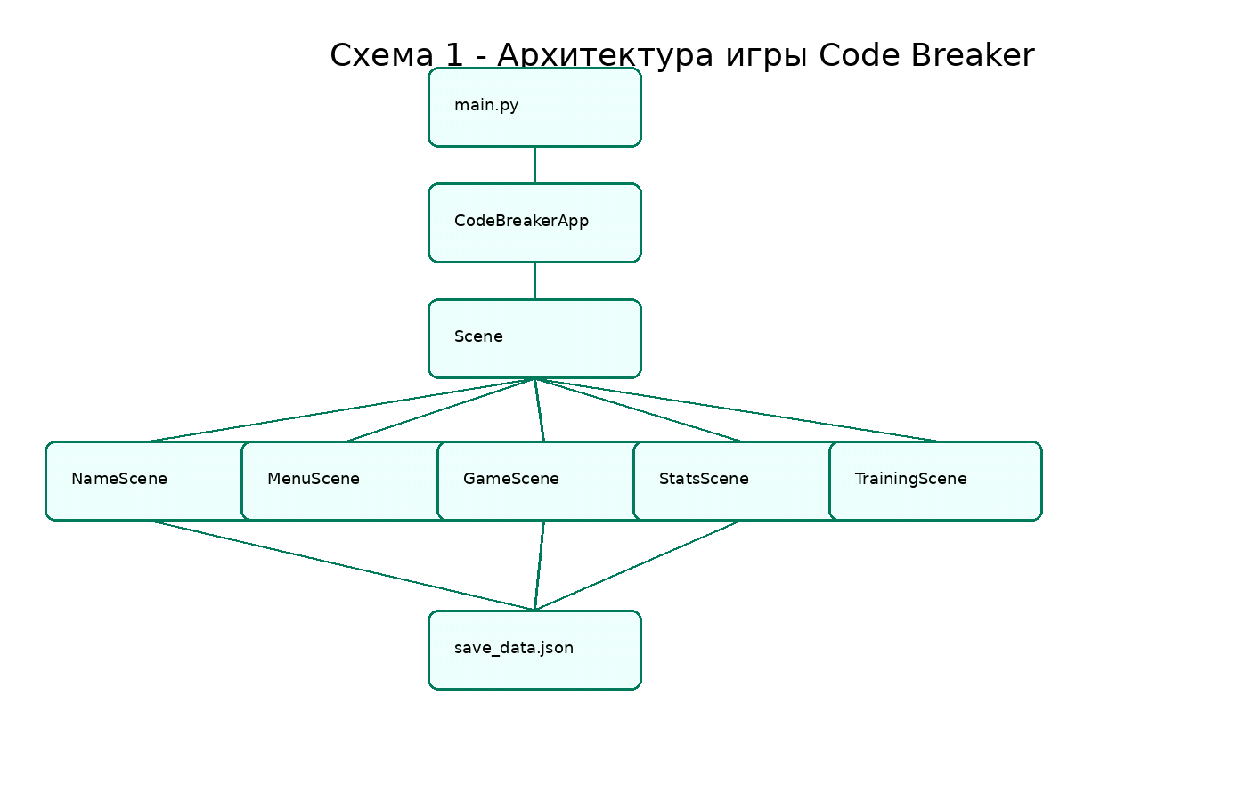 Схема 1 - Архитектура игры Code Breaker
main.py
CodeBreakerApp
Scene
NameScene
MenuScene
GameScene
StatsScene
TrainingScene
save_data.json